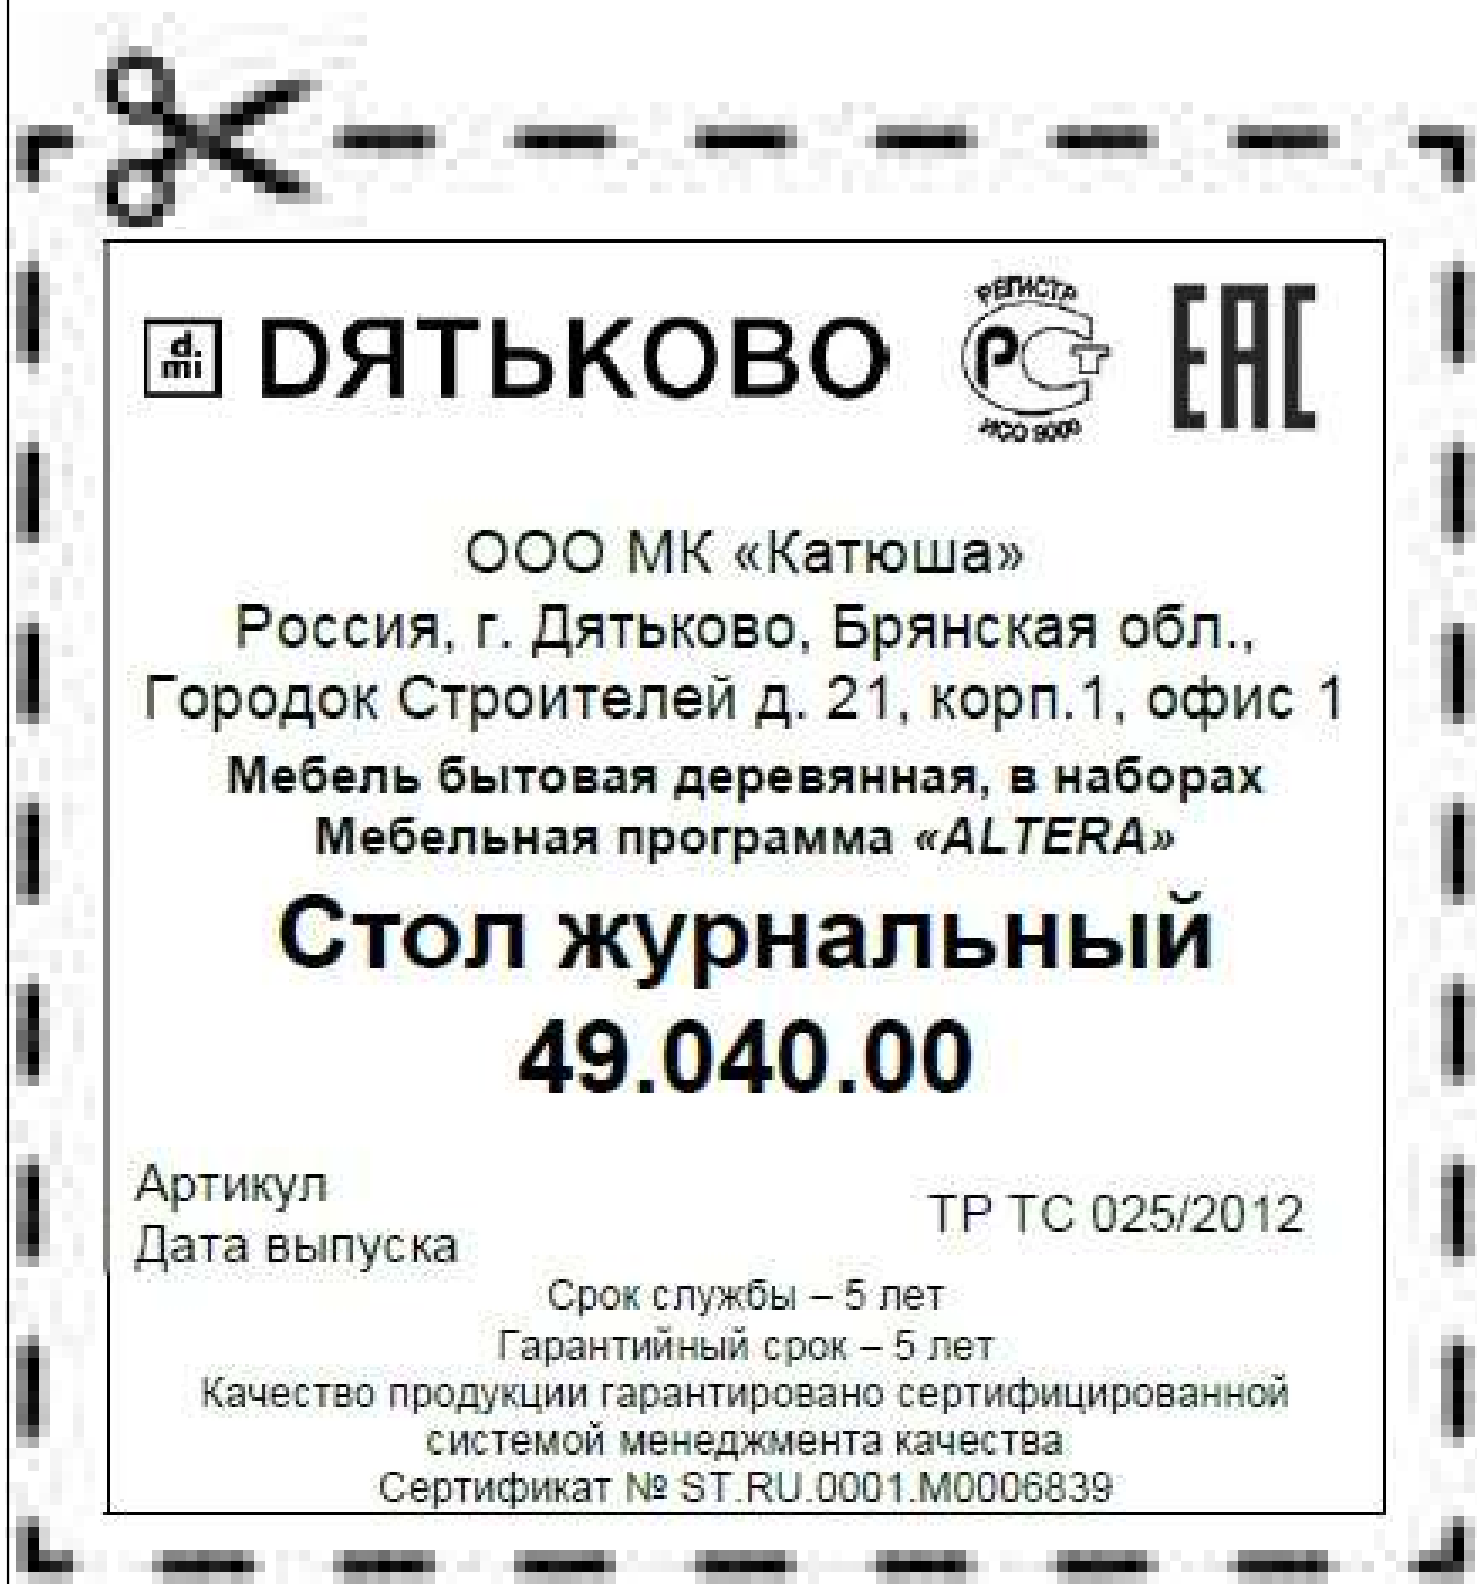 d.
mi
DЯТЬКОВО
РЕГИСТР
РСТ
ИСО 9000
ЕАС
ООО МК «Катюша»
Россия, г. Дятьково, Брянская обл.,
Городок Строителей д. 21, корп.1, офис 1
Мебель бытовая деревянная, в наборах
Мебельная программа «ALTERA»
Стол журнальный
49.040.00
Артикул
Дата выпуска
ТР ТС 025/2012
Срок службы – 5 лет
Гарантийный срок – 5 лет
Качество продукции гарантировано сертифицированной
системой менеджмента качества
Сертификат № ST.RU.0001.M0006839